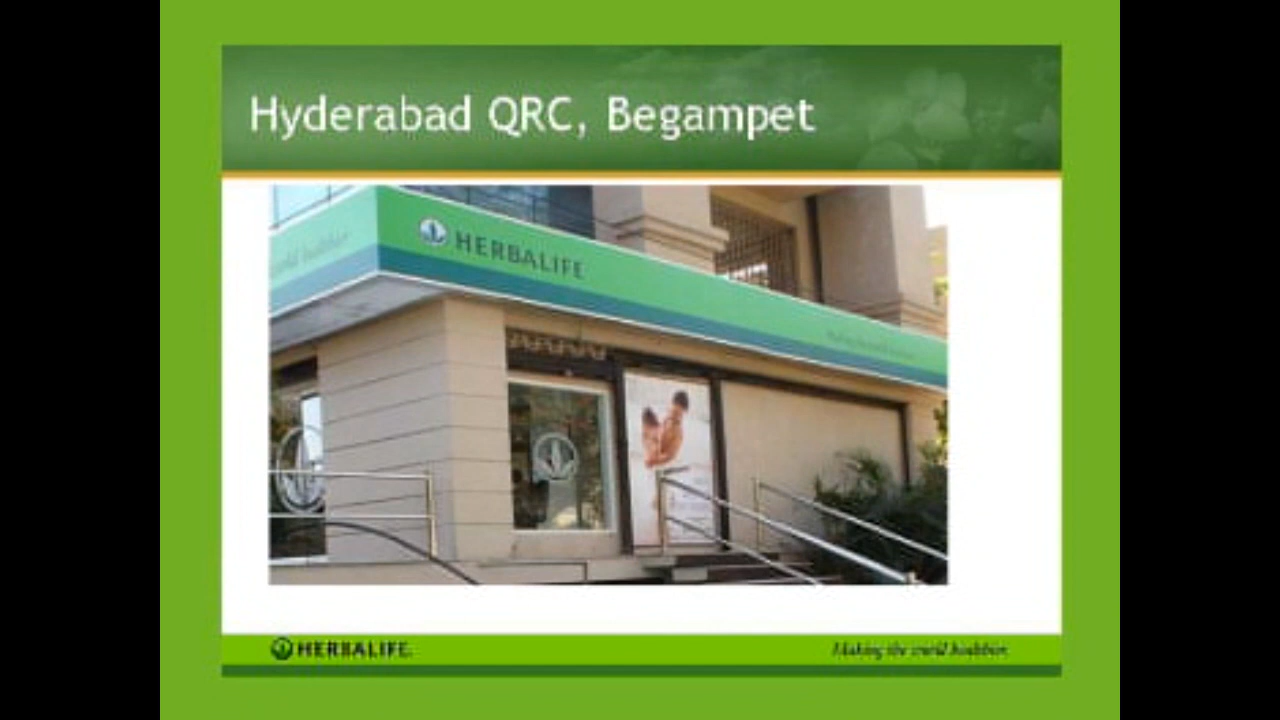 Hyderabad QRC, Begampet
HERBALIFE
HERBALIFE.
Making the world healthier.